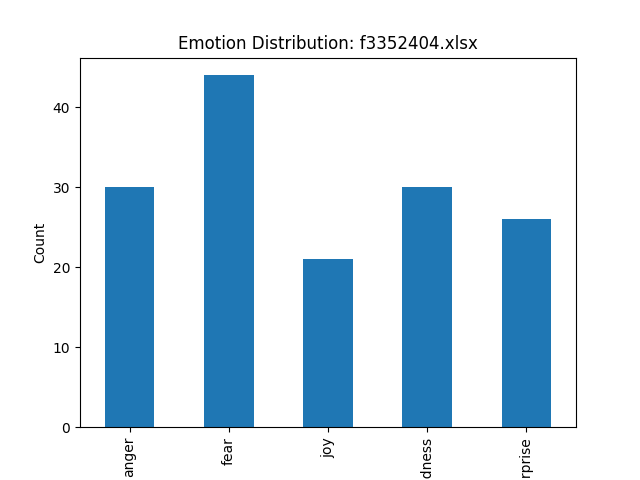 Emotion Distribution: f3352404.xlsx
Count
40
30
20
10
0
anger
fear
joy
dness
rprise